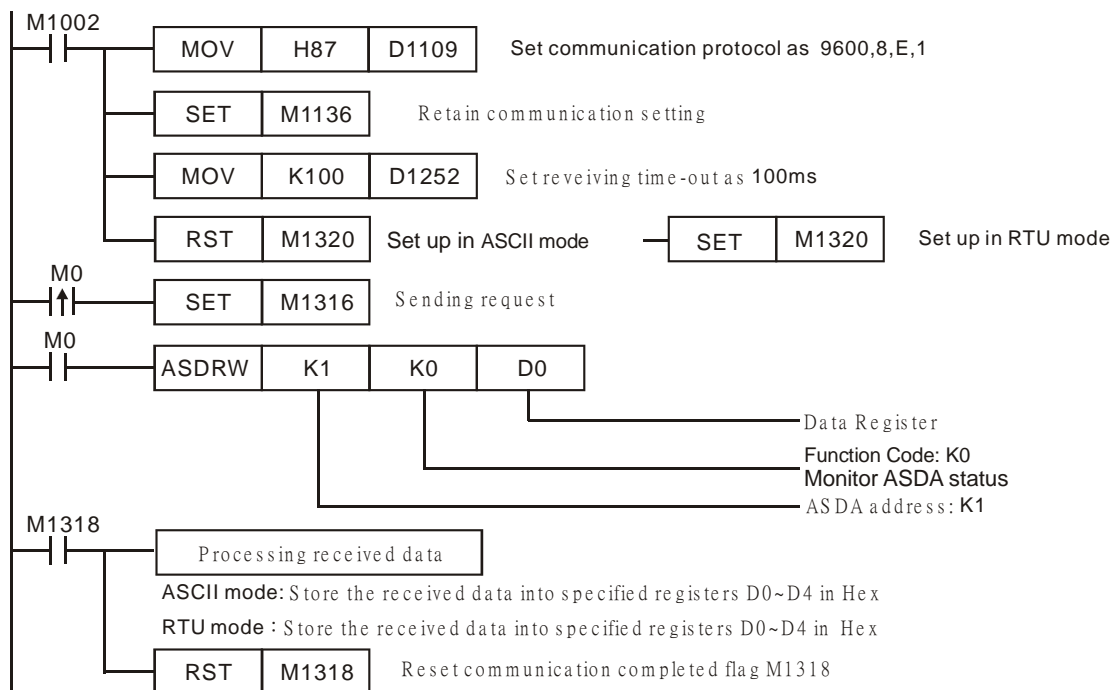 M1002
MOV H87 D1109 Set communication protocol as 9600,8,E,1
SET M1136 Retain communication setting
MOV K100 D1252 Set reveiving time-out as 100ms
RST M1320 Set up in ASCII mode SET M1320 Set up in RTU mode
M0
SET M1316 Sending request
M0
ASDRW K1 K0 D0
Data Register
Function Code: K0
Monitor ASDA status
ASDA address: K1
M1318
Processing received data
ASCII mode: Store the received data into specified registers D0~D4 in Hex
RTU mode : Store the received data into specified registers D0~D4 in Hex
RST M1318 Reset communication completed flag M1318